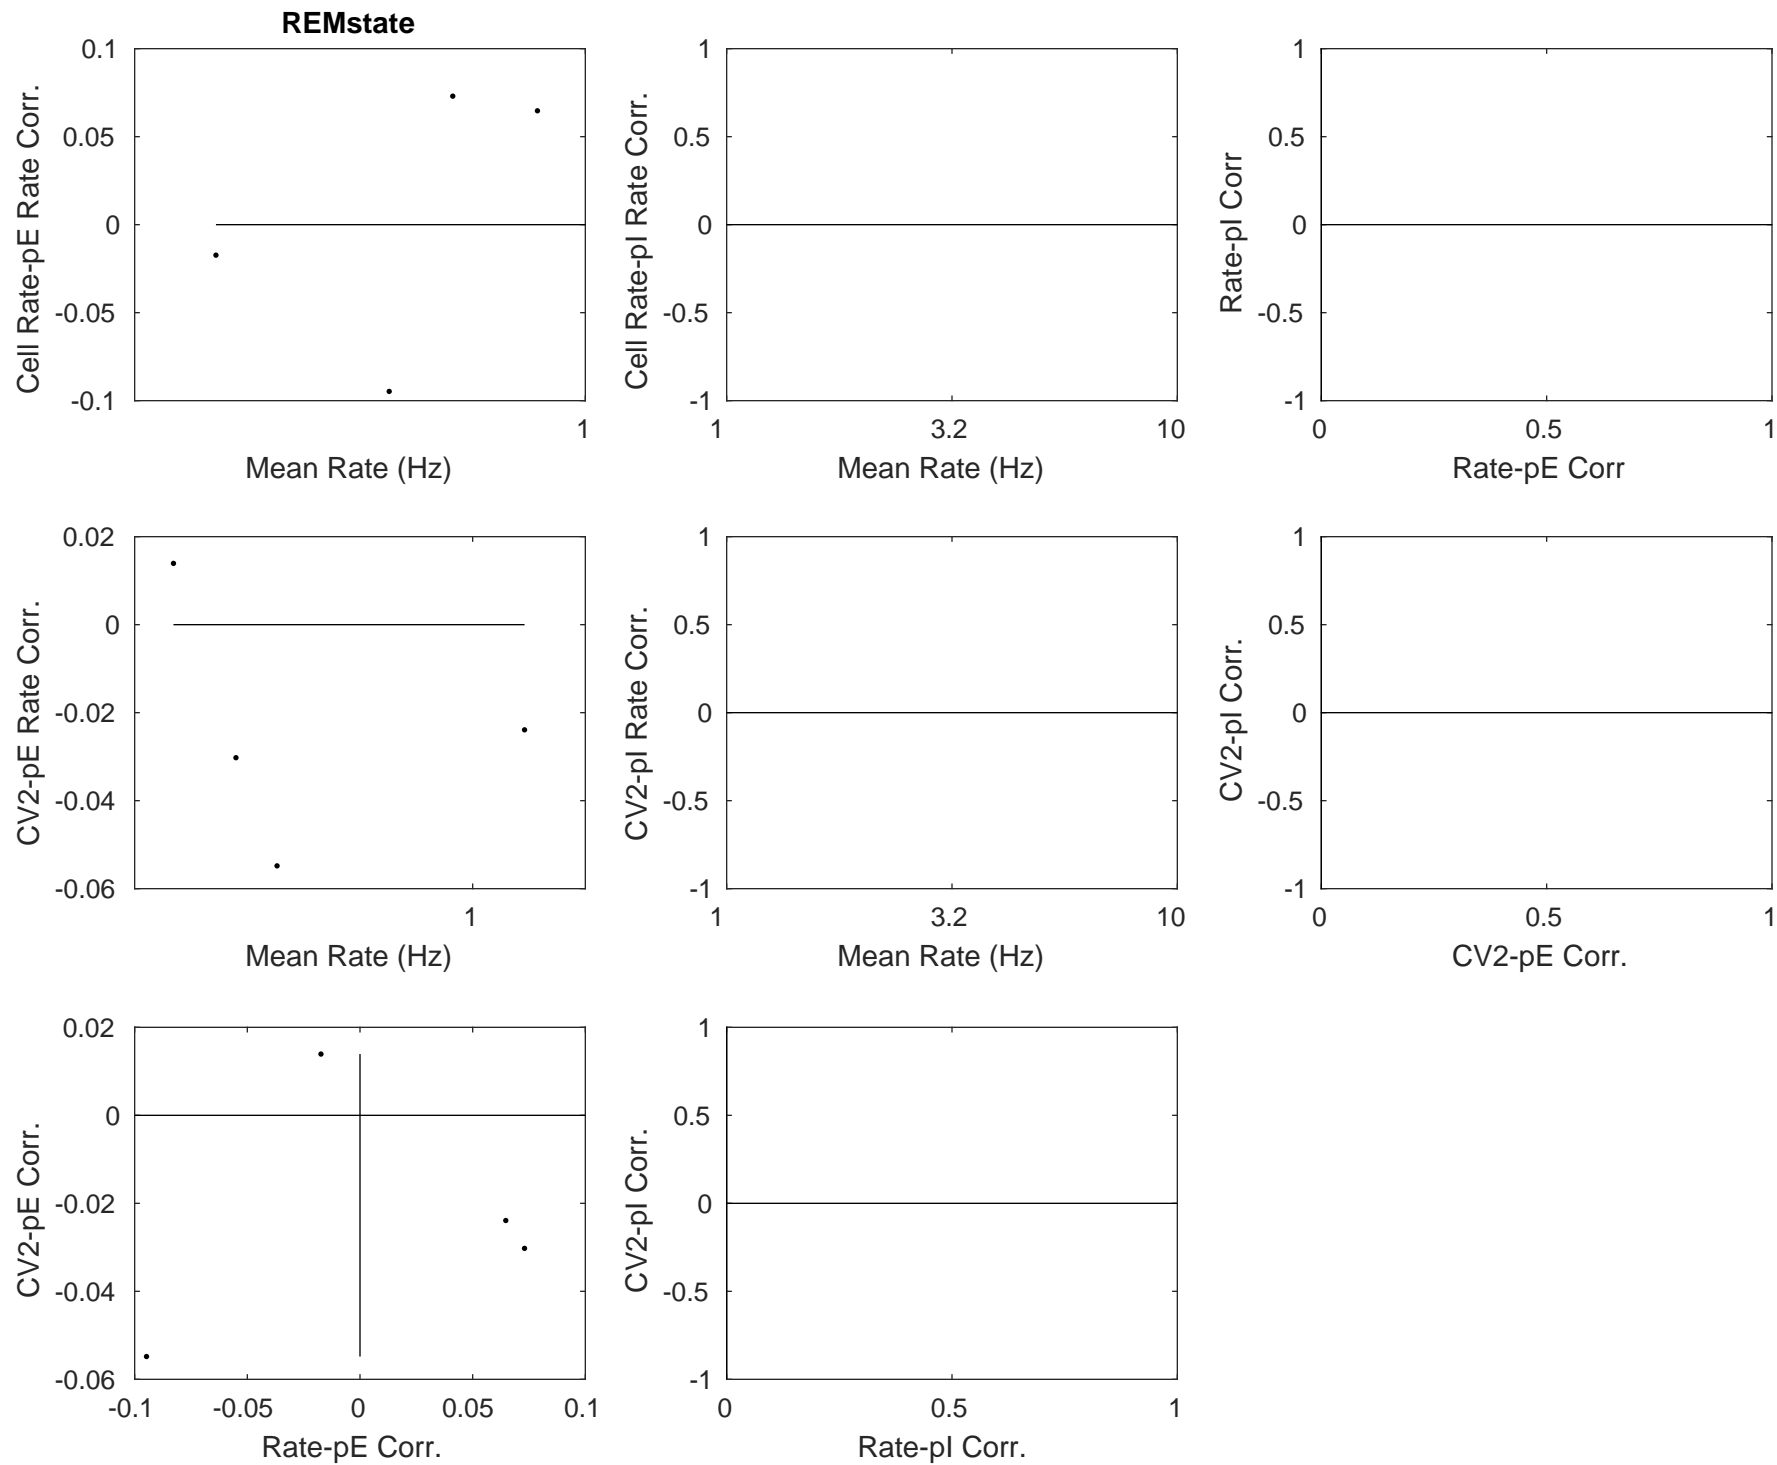 REMstate
0.1
0.05
0
-0.05
-0.1
Cell Rate-pE Rate Corr.
1
Mean Rate (Hz)
1
0.5
0
-0.5
-1
Cell Rate-pI Rate Corr.
1 3.2 10
Mean Rate (Hz)
1
0.5
0
-0.5
-1
Rate-pI Corr
0 0.5 1
Rate-pE Corr
0.02
0
-0.02
-0.04
-0.06
CV2-pE Rate Corr.
1
Mean Rate (Hz)
1
0.5
0
-0.5
-1
CV2-pI Rate Corr.
1 3.2 10
Mean Rate (Hz)
1
0.5
0
-0.5
-1
CV2-pI Corr.
0 0.5 1
CV2-pE Corr.
0.02
0
-0.02
-0.04
-0.06
CV2-pE Corr.
-0.1 -0.05 0 0.05 0.1
Rate-pE Corr.
1
0.5
0
-0.5
-1
CV2-pI Corr.
0 0.5 1
Rate-pI Corr.